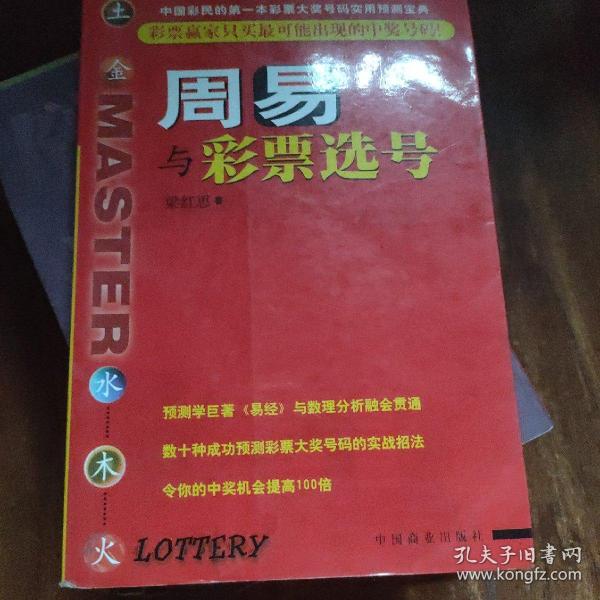 中国彩民的第一本彩票大奖号码实用预测宝典
彩票赢家只买最可能出现的中奖号码!
周易
与彩票选号
梁红恩 著
土
金
MASTER
水
木
火
预测学巨著《易经》与数理分析融会贯通
数十种成功预测彩票大奖号码的实战招法
令你的中奖机会提高100倍
LOTTERY
中国商业出版社
孔夫子旧书网
www.kongfz.com